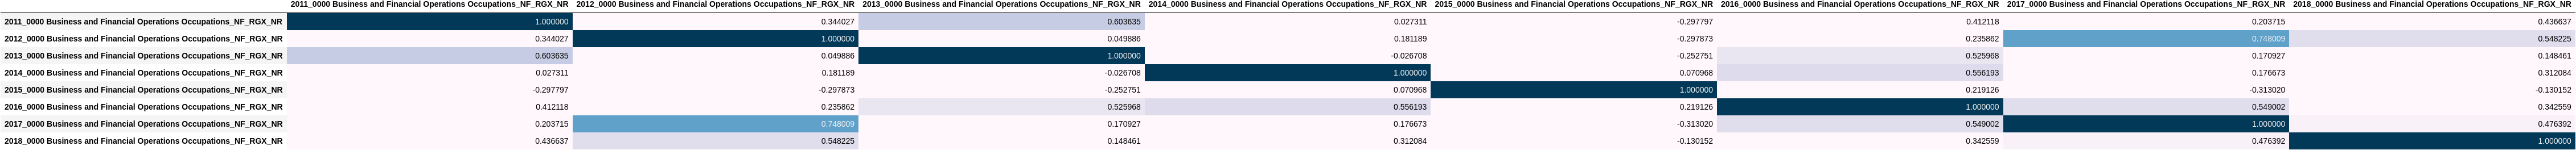 2011_0000 Business and Financial Operations Occupations_NF_RGX_NR 2012_0000 Business and Financial Operations Occupations_NF_RGX_NR 2013_0000 Business and Financial Operations Occupations_NF_RGX_NR 2014_0000 Business and Financial Operations Occupations_NF_RGX_NR 2015_0000 Business and Financial Operations Occupations_NF_RGX_NR 2016_0000 Business and Financial Operations Occupations_NF_RGX_NR 2017_0000 Business and Financial Operations Occupations_NF_RGX_NR 2018_0000 Business and Financial Operations Occupations_NF_RGX_NR
2011_0000 Business and Financial Operations Occupations_NF_RGX_NR 1.000000 0.344027 0.603635 0.027311 -0.297797 0.412118 0.203715 0.436637
2012_0000 Business and Financial Operations Occupations_NF_RGX_NR 0.344027 1.000000 0.049886 0.181189 -0.297873 0.235862 0.748009 0.548225
2013_0000 Business and Financial Operations Occupations_NF_RGX_NR 0.603635 0.049886 1.000000 -0.026708 -0.252751 0.525968 0.170927 0.148461
2014_0000 Business and Financial Operations Occupations_NF_RGX_NR 0.027311 0.181189 -0.026708 1.000000 0.070968 0.556193 0.176673 0.312084
2015_0000 Business and Financial Operations Occupations_NF_RGX_NR -0.297797 -0.297873 -0.252751 0.070968 1.000000 0.219126 -0.313020 -0.130152
2016_0000 Business and Financial Operations Occupations_NF_RGX_NR 0.412118 0.235862 0.525968 0.556193 0.219126 1.000000 0.549002 0.342559
2017_0000 Business and Financial Operations Occupations_NF_RGX_NR 0.203715 0.748009 0.170927 0.176673 -0.313020 0.549002 1.000000 0.476392
2018_0000 Business and Financial Operations Occupations_NF_RGX_NR 0.436637 0.548225 0.148461 0.312084 -0.130152 0.342559 0.476392 1.000000